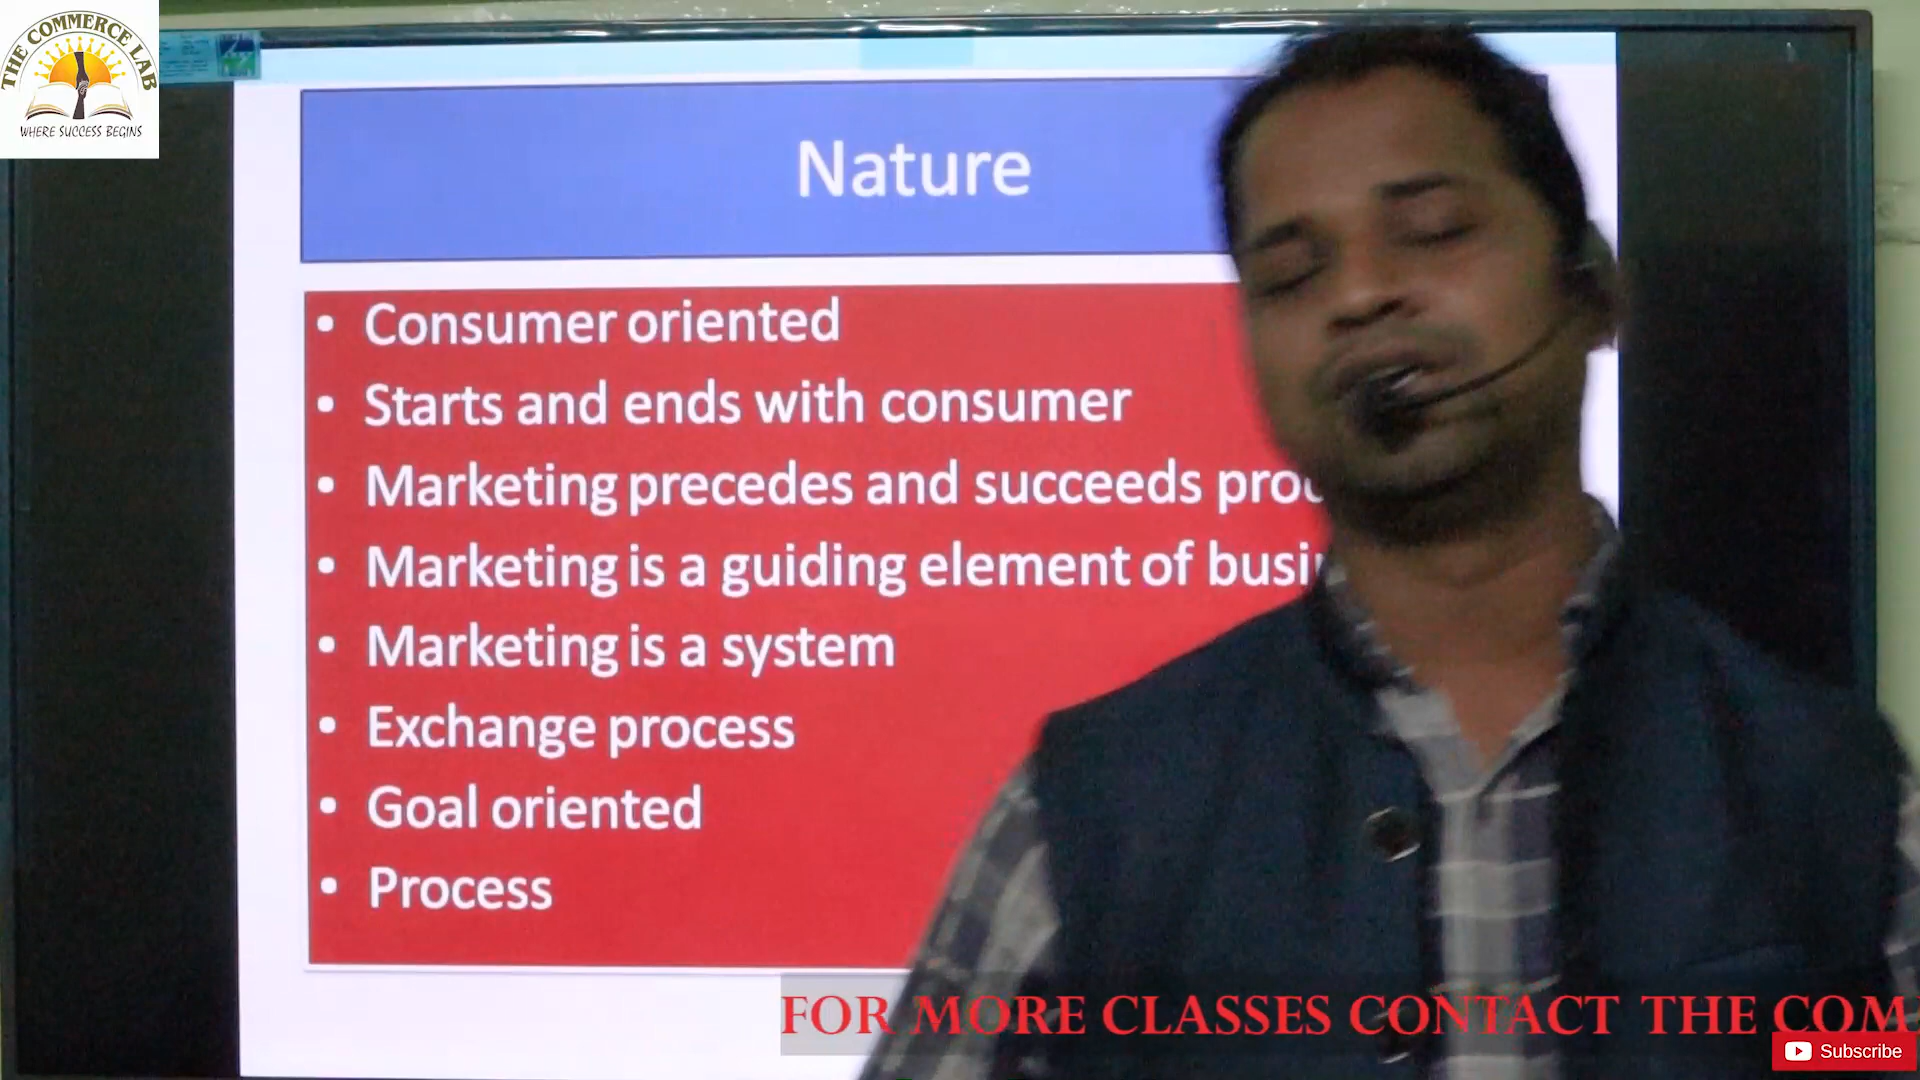 THE COMMERCE LAB
WHERE SUCCESS BEGINS
Nature
• Consumer oriented
• Starts and ends with consumer
• Marketing precedes and succeeds
• Marketing is a guiding element of
• Marketing is a system
• Exchange process
• Goal oriented
• Process
FOR MORE CLASSES CONTACT THE COM
Subscribe